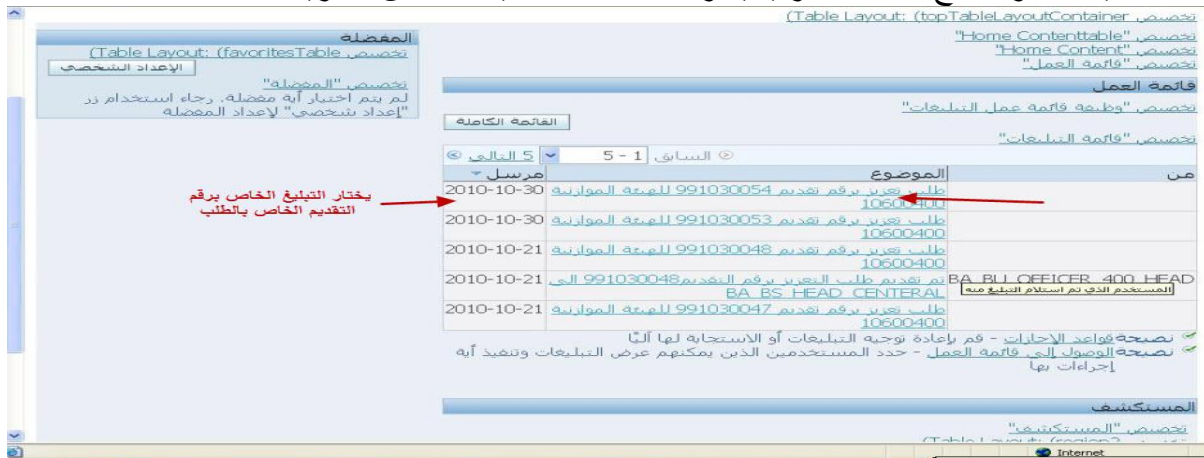 تخصيص Table Layout: (topTableLayoutContainer)
تخصيص "Home Contenttable"
تخصيص "Home Content"
تخصيص "قائمة العمل"
قائمة العمل
تخصيص "وظيفة قائمة عمل التبليغات"
القائمة الكاملة
تخصيص "قائمة التبليغات"
السابق 1 - 5 5 التالي
من الموضوع مرسل
طلب تعزيز برقم تقديم 991030054 للهيئة الموازنية 2010-10-30
10600400
طلب تعزيز برقم تقديم 991030053 للهيئة الموازنية 2010-10-30
10600400
طلب تعزيز برقم تقديم 991030048 للهيئة الموازنية 2010-10-21
10600400
BA_BU_OFFICER_400_HEAD تم تقديم طلب التعزيز برقم التقديم991030048 الى 2010-10-21
BA_BS_HEAD_CENTERAL
المستخدم الذي تم استلام التبليغ منه
طلب تعزيز برقم تقديم 991030047 للهيئة الموازنية 2010-10-21
10600400
نصيحة قواعد الإجازات - قم بإعادة توجيه التبليغات أو الاستجابة لها آليًا
نصيحة الوصول إلى قائمة العمل - حدد المستخدمين الذين يمكنهم عرض التبليغات وتنفيذ أية
إجراءات بها
المستكشف
تخصيص "المستكشف"
المفضلة
تخصيص Table Layout: (favoritesTable)
الإعداد الشخصي
تخصيص "المفضلة"
لم يتم اختيار أية مفضلة. رجاء استخدام زر
"إعداد شخصي" لإعداد المفضلة
يختار التبليغ الخاص برقم
التقديم الخاص بالطلب
Internet